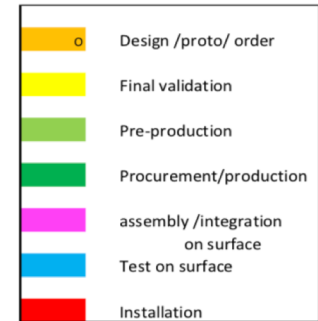 o Design /proto/ order
Final validation
Pre-production
Procurement/production
assembly /integration
on surface
Test on surface
Installation